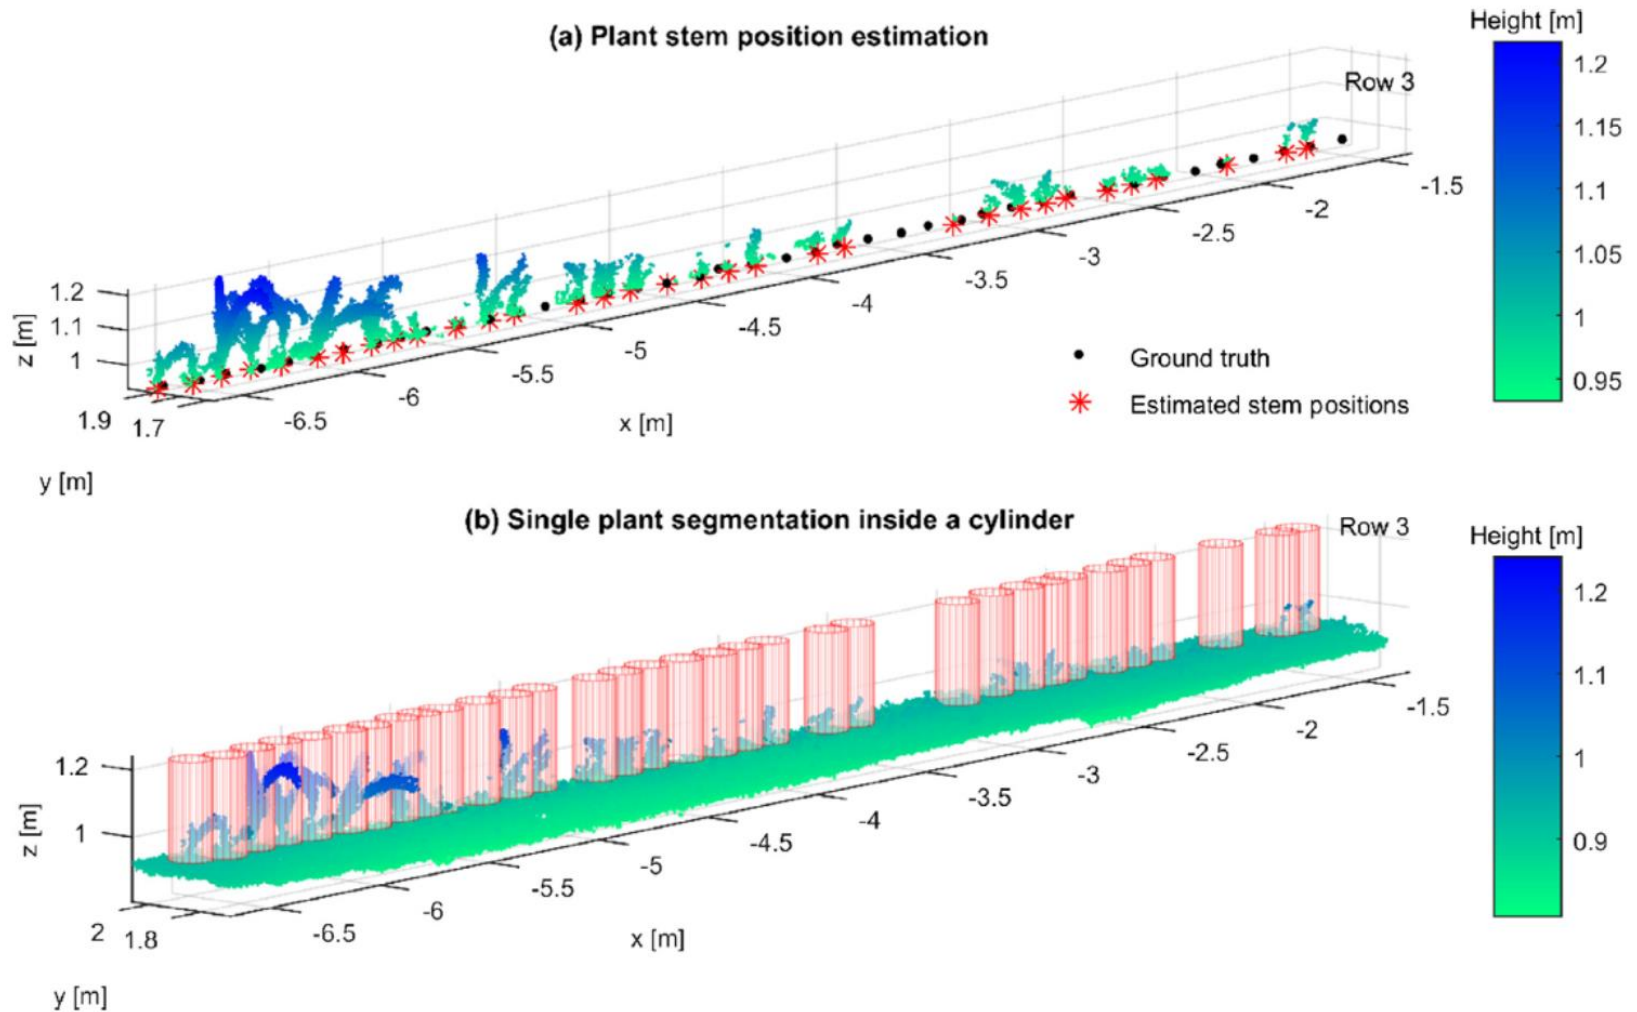 (a) Plant stem position estimation
Height [m]
Row 3
1.2
1.15
1.1
1.05
1
0.95
1.2
1.1
1
z [m]
1.9
1.7
y [m]
-6.5
-6
-5.5
-5
-4.5
-4
-3.5
-3
-2.5
-2
-1.5
x [m]
Ground truth
Estimated stem positions
(b) Single plant segmentation inside a cylinder
Height [m]
Row 3
1.2
1.1
1
0.9
1.2
1
z [m]
2
1.8
y [m]
-6.5
-6
-5.5
-5
-4.5
-4
-3.5
-3
-2.5
-2
-1.5
x [m]